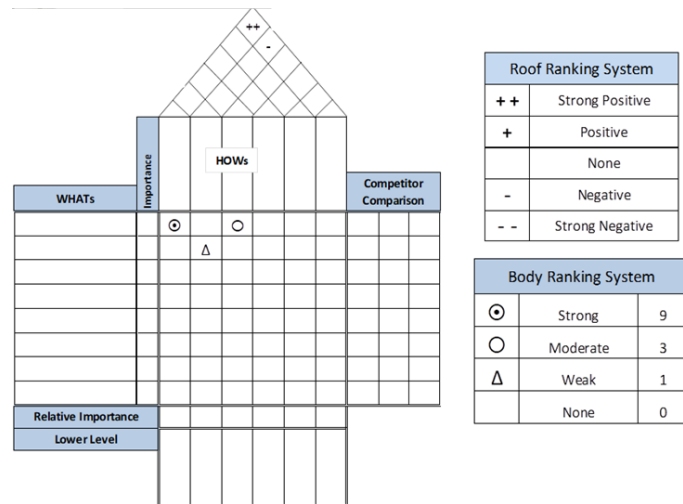 ++
-
Importance
HOWs
WHATs
Competitor
Comparison
Relative Importance
Lower Level
Roof Ranking System
++ Strong Positive
+ Positive
None
- Negative
-- Strong Negative
Body Ranking System
Strong 9
Moderate 3
Δ Weak 1
None 0